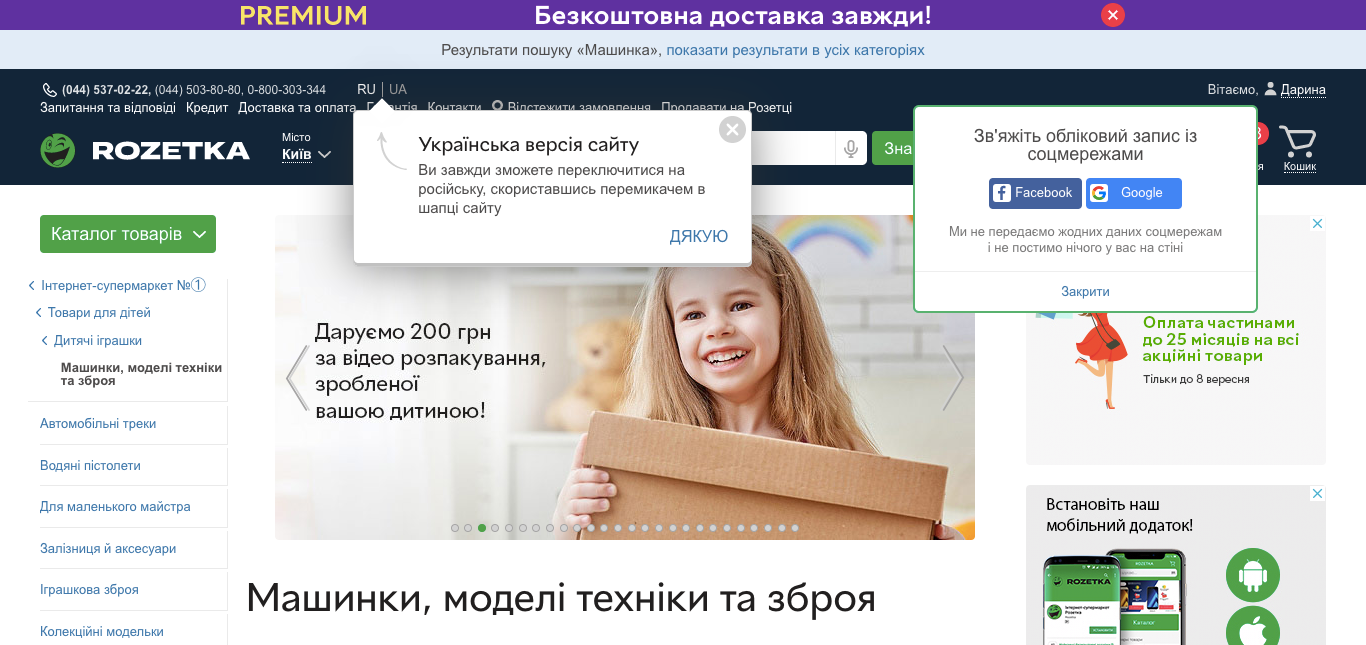 PREMIUM Безкоштовна доставка завжди!
Результати пошуку «Машинка», показати результати в усіх категоріях
(044) 537-02-22, (044) 503-80-80, 0-800-303-344 RU UA
Вітаємо, Дарина
Запитання та відповіді Кредит Доставка та оплата Гарантія Контакти Відстежити замовлення Продавати на Розетці
ROZETKA
Місто
Київ
Зна
Кошик
Українська версія сайту
Ви завжди зможете переключитися на
російську, скориставшись перемикачем в
шапці сайту
ДЯКУЮ
Зв'яжіть обліковий запис із
соцмережами
Facebook Google
Ми не передаємо жодних даних соцмережам
і не постимо нічого у вас на стіні
Закрити
Каталог товарів
Інтернет-супермаркет №①
Товари для дітей
Дитячі іграшки
Машинки, моделі техніки
та зброя
Автомобільні треки
Водяні пістолети
Для маленького майстра
Залізниця й аксесуари
Іграшкова зброя
Колекційні модельки
Даруємо 200 грн
за відео розпакування,
зробленої
вашою дитиною!
Машинки, моделі техніки та зброя
Оплата частинами
до 25 місяців на всі
акційні товари
Тільки до 8 вересня
Встановіть наш
мобільний додаток!
ROZETKA
Інтернет-супермаркет
Розетка
Каталог